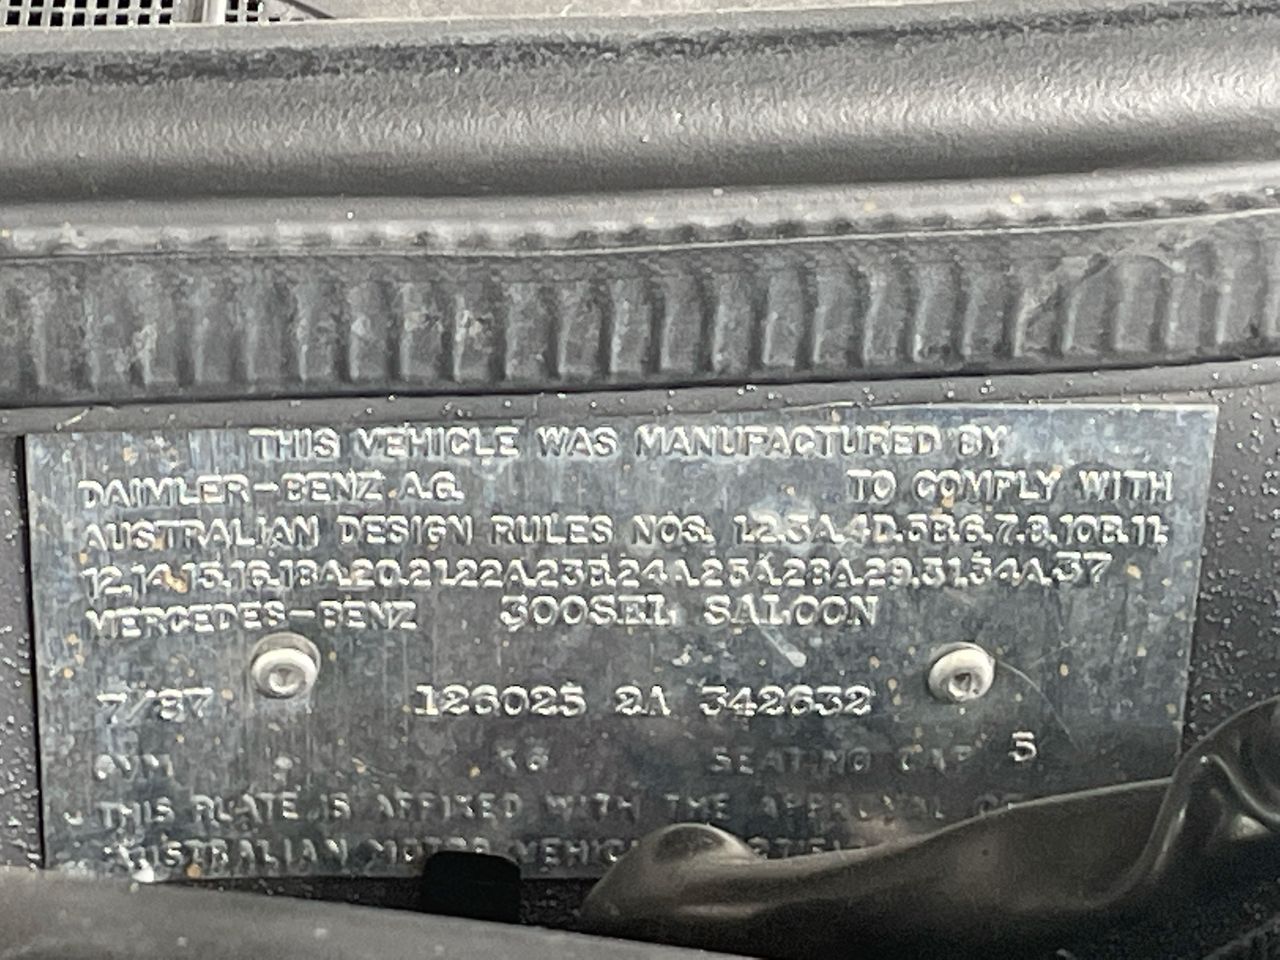 THIS VEHICLE WAS MANUFACTURED BY
DAIMLER-BENZ A.G. TO COMPLY WITH
AUSTRALIAN DESIGN RULES NOS. 1.2.3A.4D.5B.6.7.8.10B.11.
12.14.15.16.18A.20.21.22A.23B.24A.25A.28A.29.31.34A.37
MERCEDES-BENZ 300SEL SALOON
7/87 126025 2A 342632
GVM KG SEATING CAP 5
THIS PLATE IS AFFIXED WITH THE APPROVAL OF
AUSTRALIAN MOTOR